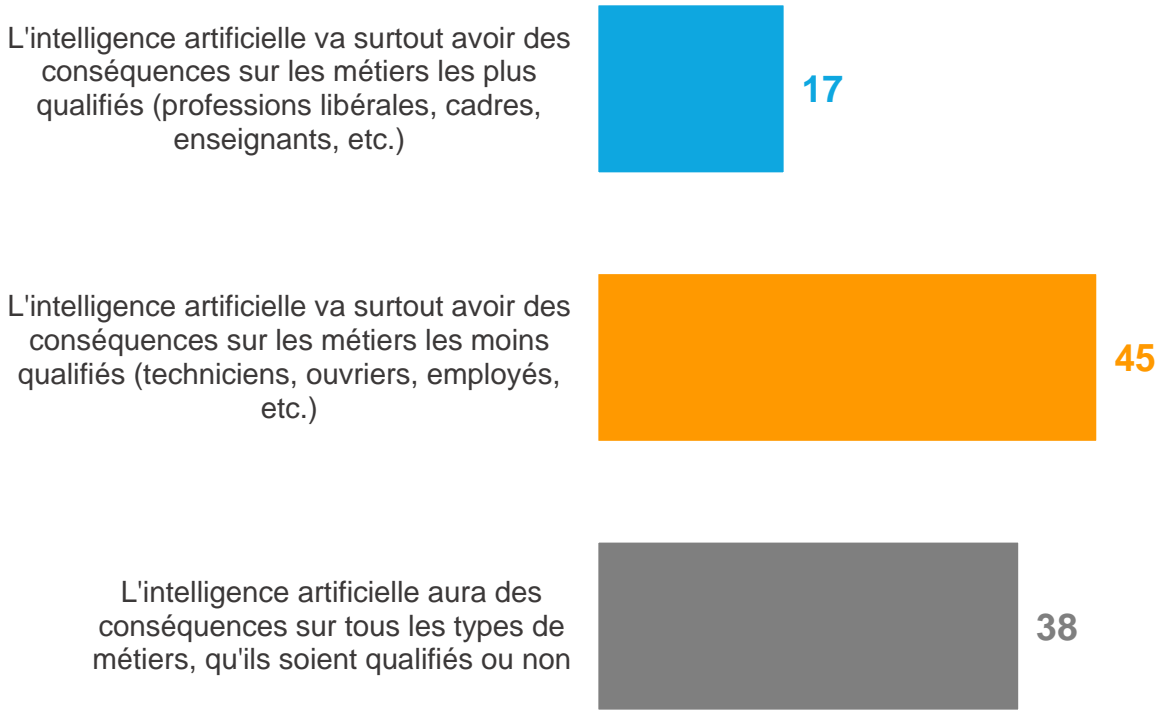 L'intelligence artificielle va surtout avoir des
conséquences sur les métiers les plus
qualifiés (professions libérales, cadres,
enseignants, etc.)
17
L'intelligence artificielle va surtout avoir des
conséquences sur les métiers les moins
qualifiés (techniciens, ouvriers, employés,
etc.)
45
L'intelligence artificielle aura des
conséquences sur tous les types de
métiers, qu'ils soient qualifiés ou non
38